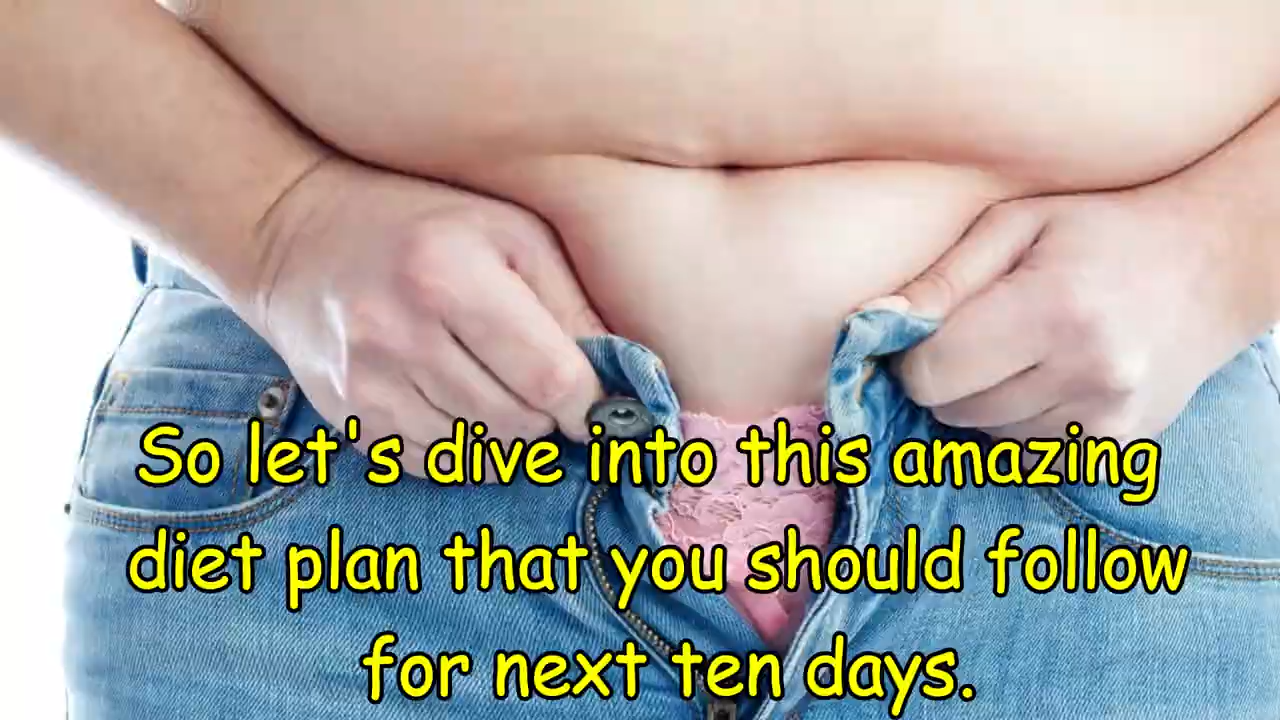 So let's dive into this amazing
diet plan that you should follow
for next ten days.